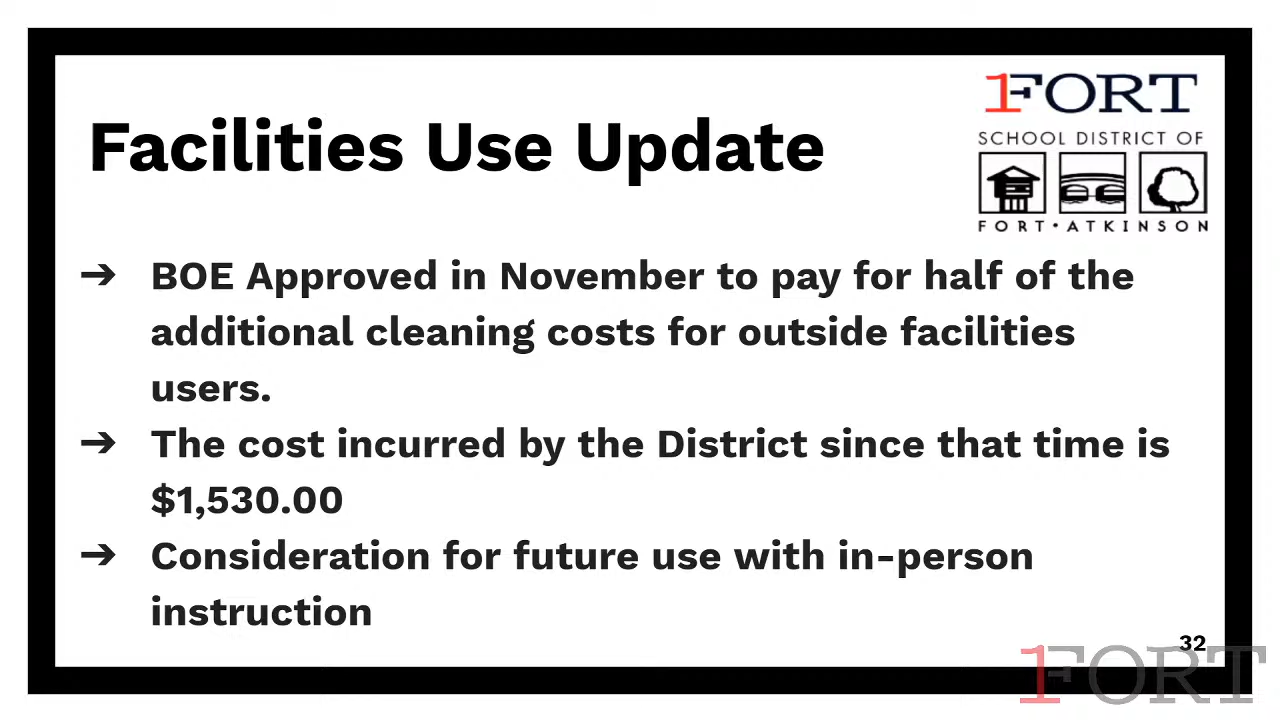 1FORT
SCHOOL DISTRICT OF
FORT•ATKINSON
Facilities Use Update
➔ BOE Approved in November to pay for half of the
additional cleaning costs for outside facilities
users.
➔ The cost incurred by the District since that time is
$1,530.00
➔ Consideration for future use with in-person
instruction
32
1FORT